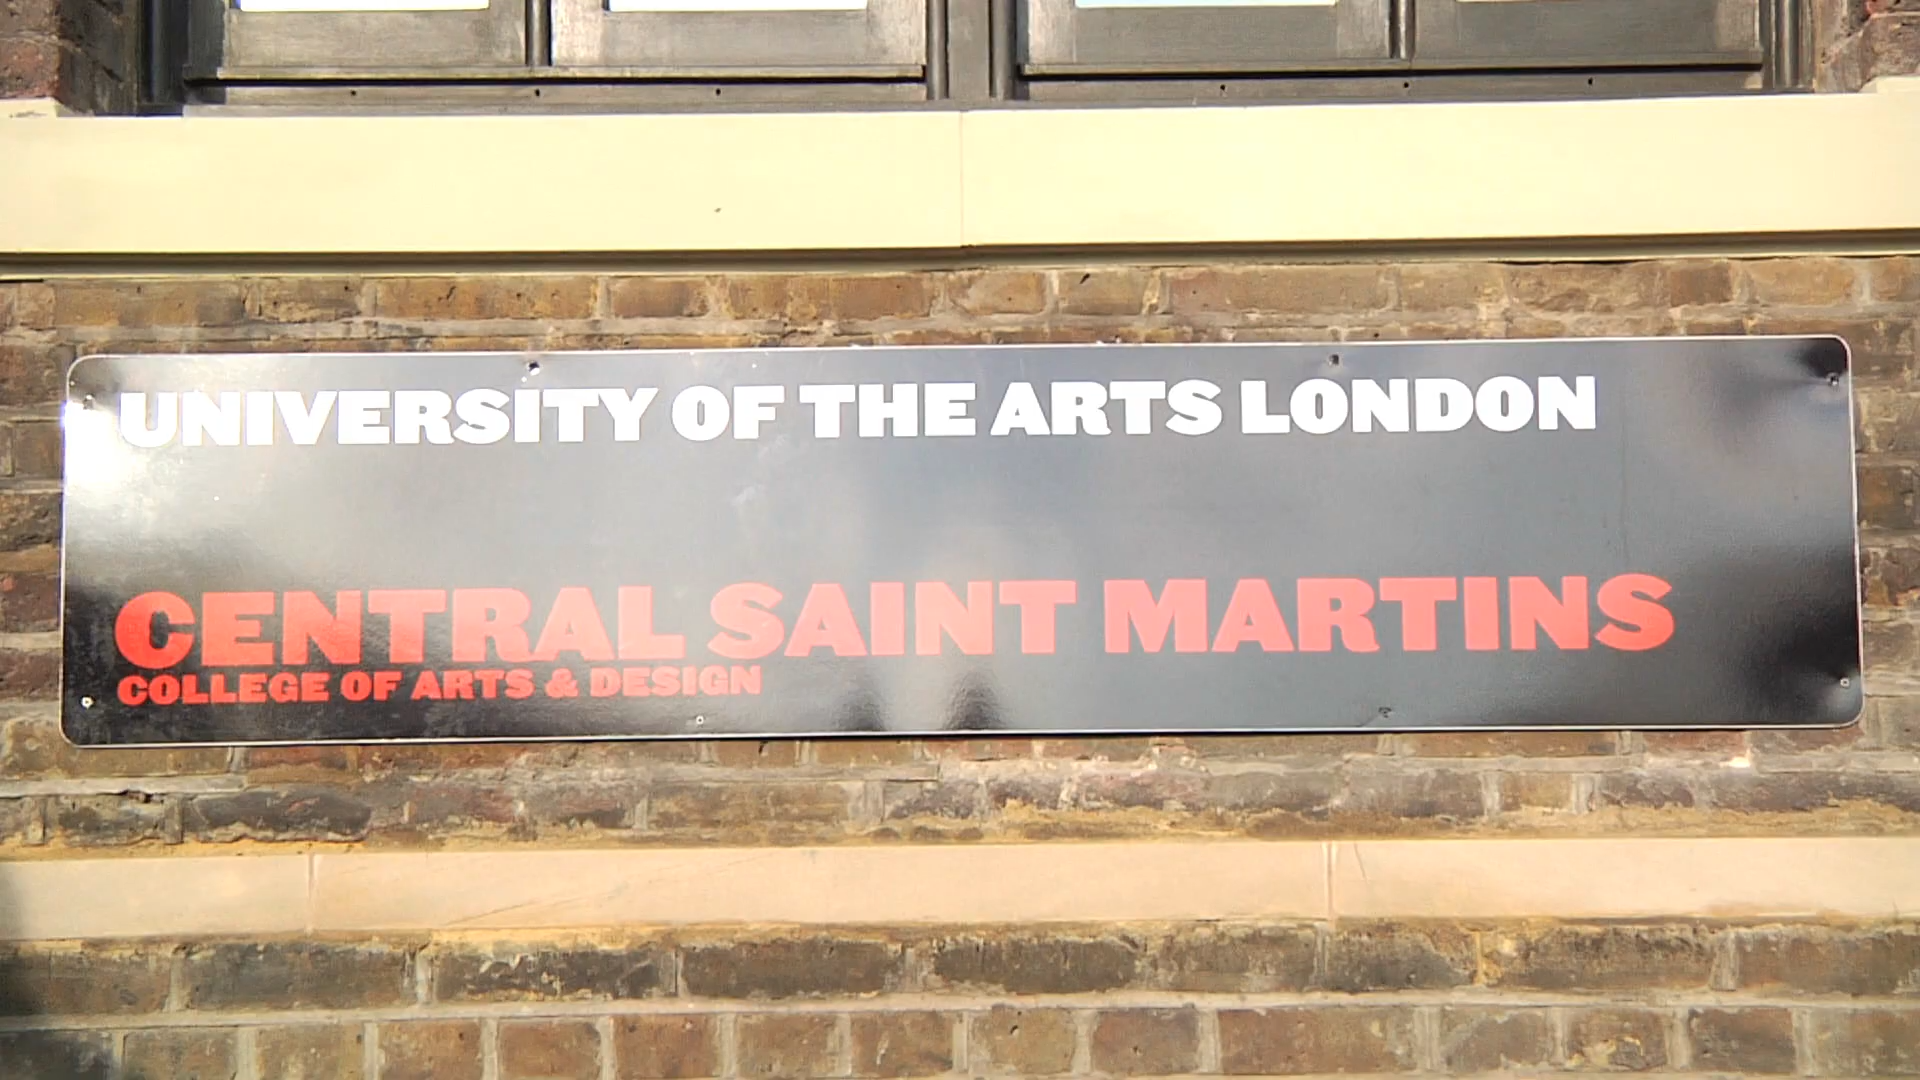 UNIVERSITY OF THE ARTS LONDON
CENTRAL SAINT MARTINS
COLLEGE OF ARTS & DESIGN